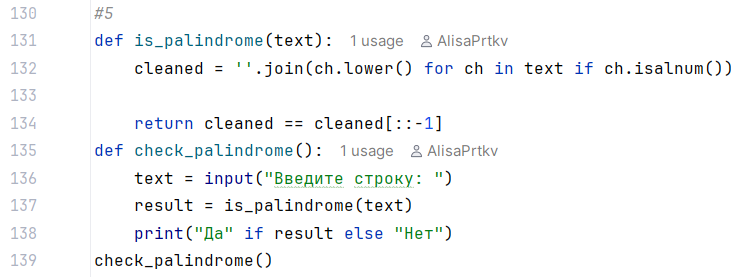 130 #5
131 def is_palindrome(text): 1 usage AlisaPrtkv
132 cleaned = ''.join(ch.lower() for ch in text if ch.isalnum())
133
134 return cleaned == cleaned[::-1]
135 def check_palindrome(): 1 usage AlisaPrtkv
136 text = input("Введите строку: ")
137 result = is_palindrome(text)
138 print("Да" if result else "Нет")
139 check_palindrome()